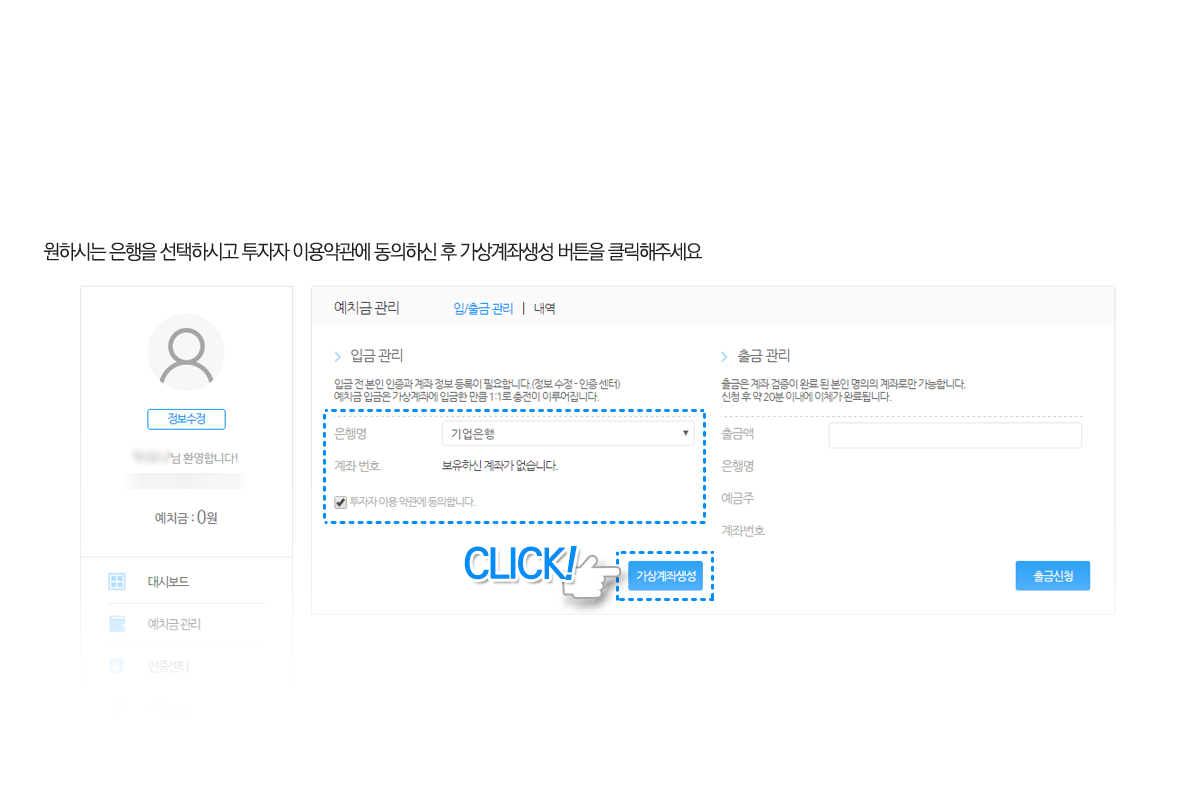 원하시는 은행을 선택하시고 투자자 이용약관에 동의하신 후 가상계좌생성 버튼을 클릭해주세요
정보수정
님 환영합니다!
예치금 : 0원
대시보드
예치금 관리
인증센터
예치금 관리 입/출금 관리 | 내역
입금 관리
입금 전 본인 인증과 계좌 정보 등록이 필요합니다.(정보 수정 - 인증 센터)
예치금 입금은 가상계좌에 입금한 만큼 1:1로 충전이 이루어집니다.
은행명 기업은행
계좌 번호 보유하신 계좌가 없습니다.
투자자 이용 약관에 동의합니다.
CLICK!
가상계좌생성
출금 관리
출금은 계좌 검증이 완료 된 본인 명의의 계좌로만 가능합니다.
신청 후 약 20분 이내에 이체가 완료됩니다.
출금액
은행명
예금주
계좌번호
출금신청